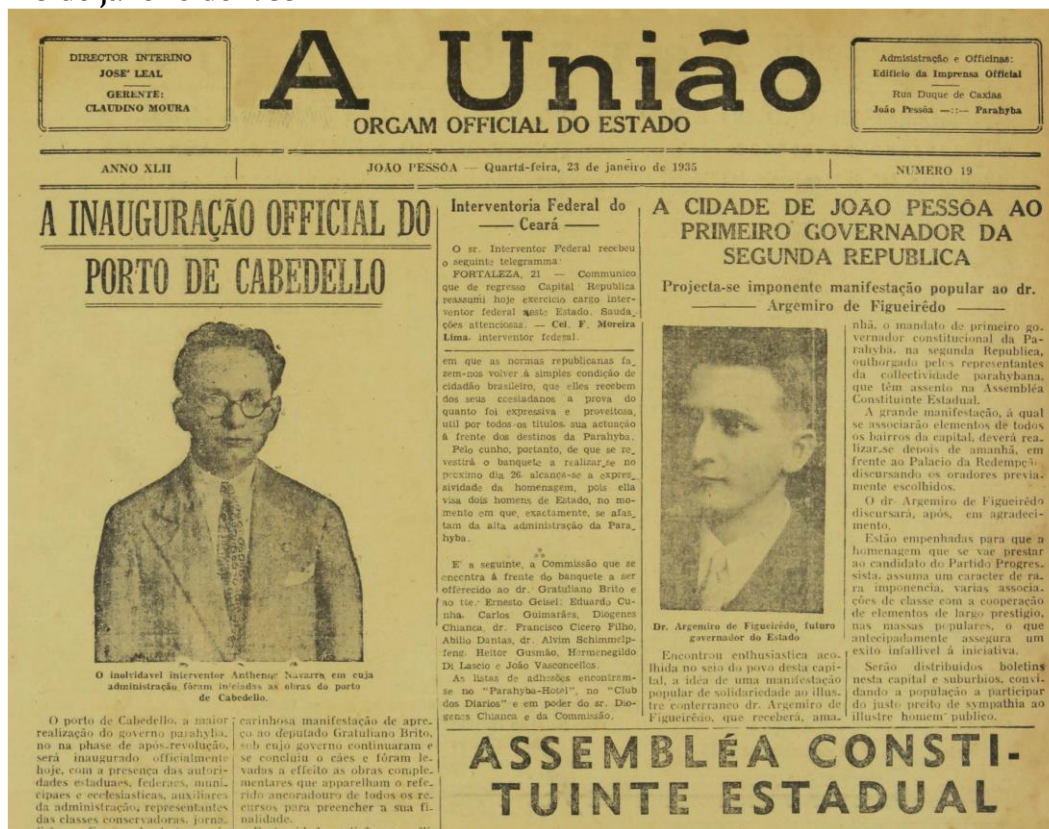 DIRECTOR INTERINO
JOSE' LEAL
GERENTE:
CLAUDINO MOURA
A União
ORGAM OFFICIAL DO ESTADO
Administração e Officinas:
Edificio da Imprensa Official
Rua Duque de Caxias
João Pessôa —::— Parahyba
ANNO XLII
JOÃO PESSÔA — Quarta-feira, 23 de janeiro de 1935
NUMERO 19
A INAUGURAÇÃO OFFICIAL DO
PORTO DE CABEDELLO
O inolvidavel interventor Anthenor Navarra, em cuja
administração fôram iniciadas as obras do porto
de Cabedello.
O porto de Cabedello, a maior
realização do governo parahyba,
no na phase de após-revolução,
será inaugurado officialmente
hoje, com a presença das autori-
dades estaduaes, federaes, muni-
cipaes e ecclesiasticas, auxiliares
da administração, representantes
das classes conservadoras, jorna.
carinhosa manifestação de apre.
ço ao deputado Gratuliano Brito,
sob cujo governo continuaram e
se concluiu o cáes e fôram le-
vadas a effeito as obras comple-
mentares que apparelham o refe-
rido ancoradouro de todos os re-
cursos para preencher a sua fi-
nalidade.
Interventoria Federal do
—— Ceará ——
O sr. Interventor Federal recebeu
o seguinte telegramma:
FORTALEZA, 21 — Communico
que de regresso Capital Republica
reassumi hoje exercicio cargo inter-
ventor federal neste Estado. Sauda_
ções attenciosas. — Cel. F. Moreira
Lima, interventor federal.
em que as normas republicanas fa_
zem-nos volver á simples condição de
cidadão brasileiro, que elles recebem
dos seus coestadanos a prova do
quanto foi expressiva e proveitosa,
util por todos os titulos, sua actuação
á frente dos destinos da Parahyba.
Pelo cunho, portanto, de que se re_
vestirá o banquete a realizar_se no
proximo dia 26, alcança-se a expres_
sividade da homenagem, pois ella
visa dois homens de Estado, no mo-
mento em que, exactamente, se afas_
tam da alta administração da Para_
hyba.
E' a seguinte, a Commissão que se
encontra á frente do banquete a ser
offerecido ao dr. Gratuliano Brito e
ao tte. Ernesto Geisel: Eduardo Cu-
nha, Carlos Guimarães, Diogenes
Chianca, dr. Francisco Cicero Filho,
Abilio Dantas, dr. Alvim Schimmelp-
feng, Heitor Gusmão, Hermenegildo
Di Lascio e João Vasconcellos.
As listas de adhesões encontram-
se no "Parahyba-Hotel", no "Club
dos Diarios" e em poder do sr. Dio-
genes Chianca e da Commissão.
A CIDADE DE JOÃO PESSÔA AO
PRIMEIRO GOVERNADOR DA
SEGUNDA REPUBLICA
Projecta-se imponente manifestação popular ao dr.
—— Argemiro de Figueirêdo ——
Dr. Argemiro de Figueirêdo, futuro
governador do Estado
Encontrou enthusiastica aco.
lhida no seio do povo desta capi-
tal, a idéa de uma manifestação
popular de solidariedade ao illus-
tre conterraneo dr. Argemiro de
Figueirêdo, que receberá, ama.
nhã, o mandato de primeiro go-
vernador constitucional da Pa-
rahyba, na segunda Republica,
outhorgado pelos representantes
da collectividade parahybana,
que têm assento na Assembléa
Constituinte Estadual.
A grande manifestação, á qual
se associarão elementos de todos
os bairros da capital, deverá rea-
lizar.se depois de amanhã, em
frente ao Palacio da Redempção,
discursando os oradores previa-
mente escolhidos.
O dr Argemiro de Figueirêdo
discursará, após, em agradeci-
mento.
Estão empenhadas para que a
homenagem que se vae prestar
ao candidato do Partido Progres.
sista, assuma um caracter de ra-
ra imponencia, varias associa-
ções de classe com a cooperação
de elementos de largo prestigio,
nas massas populares, o que
antecipadamente assegura um
exito infallivel á iniciativa.
Serão distribuidos boletins
nesta capital e suburbios, convi-
dando a população a participar
do justo preito de sympathia ao
illustre homem publico.
ASSEMBLÉA CONSTI-
TUINTE ESTADUAL